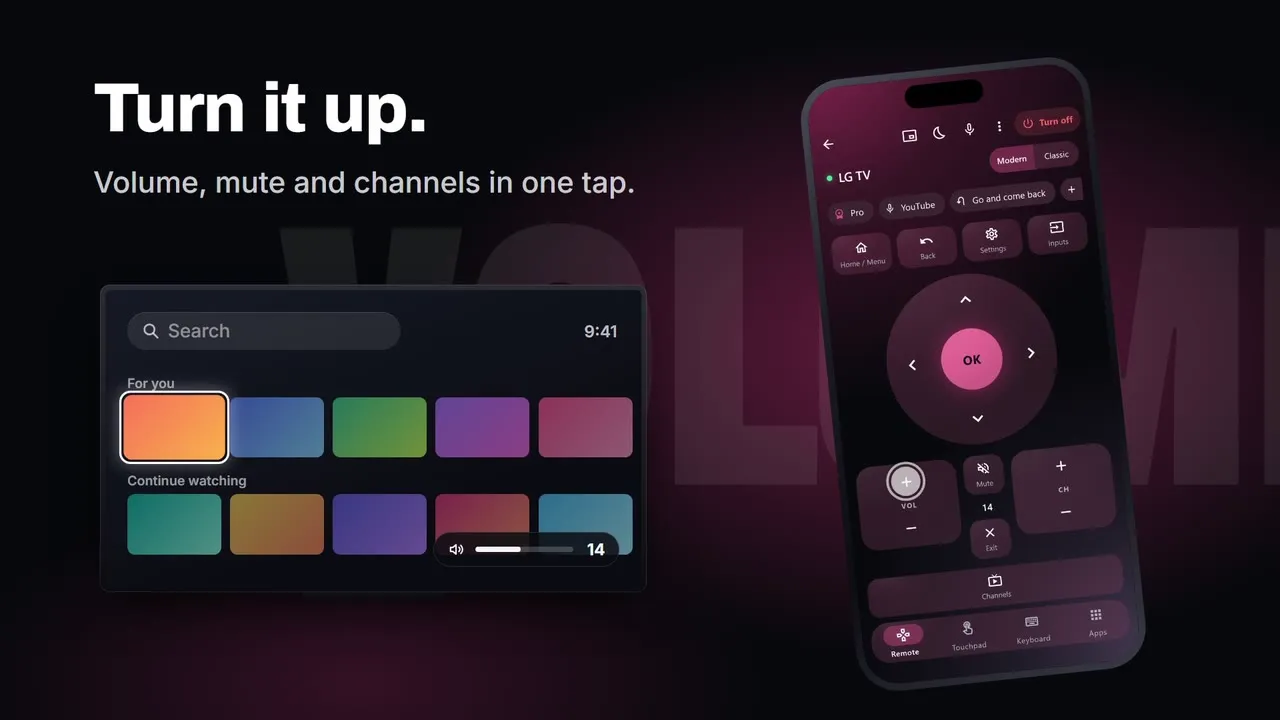 Turn it up.
Volume, mute and channels in one tap.
VOLUME
Search
9:41
For you
Continue watching
14
Turn off
LG TV
Modern
Classic
Pro
YouTube
Go and come back
+
Home / Menu
Back
Settings
Inputs
OK
+
VOL
−
Mute
14
Exit
+
CH
−
Channels
Remote
Touchpad
Keyboard
Apps